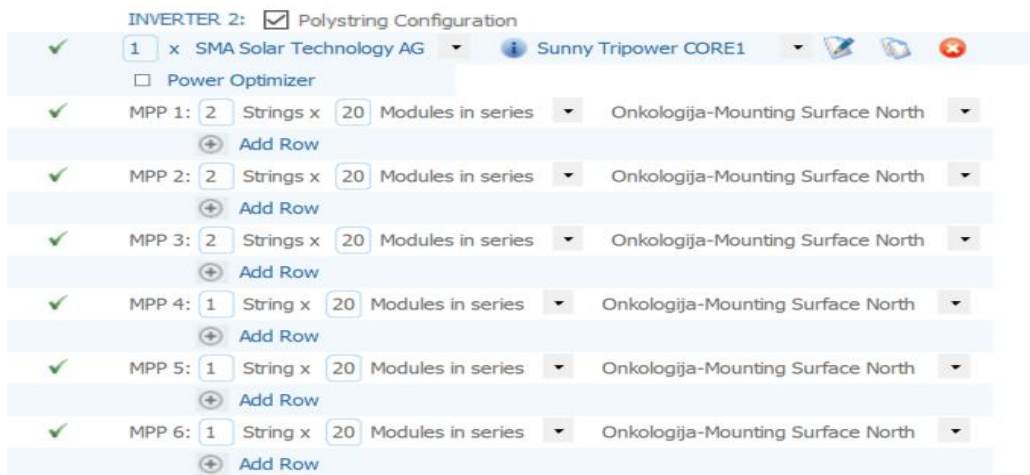 INVERTER 2: Polystring Configuration
1 x SMA Solar Technology AG Sunny Tripower CORE1
Power Optimizer
MPP 1: 2 Strings x 20 Modules in series Onkologija-Mounting Surface North
Add Row
MPP 2: 2 Strings x 20 Modules in series Onkologija-Mounting Surface North
Add Row
MPP 3: 2 Strings x 20 Modules in series Onkologija-Mounting Surface North
Add Row
MPP 4: 1 String x 20 Modules in series Onkologija-Mounting Surface North
Add Row
MPP 5: 1 String x 20 Modules in series Onkologija-Mounting Surface North
Add Row
MPP 6: 1 String x 20 Modules in series Onkologija-Mounting Surface North
Add Row